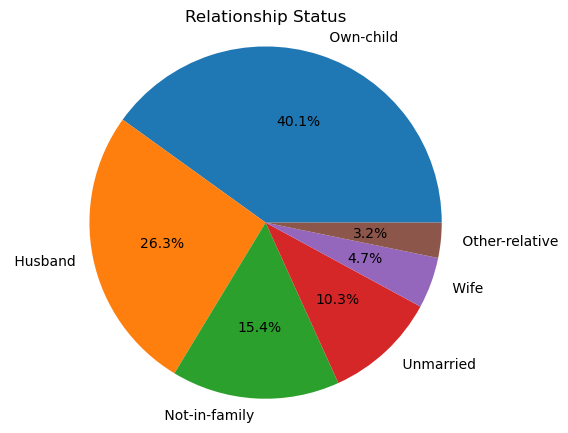 Relationship Status
Own-child
40.1%
26.3%
Husband
15.4%
Not-in-family
10.3%
Unmarried
4.7%
Wife
3.2%
Other-relative